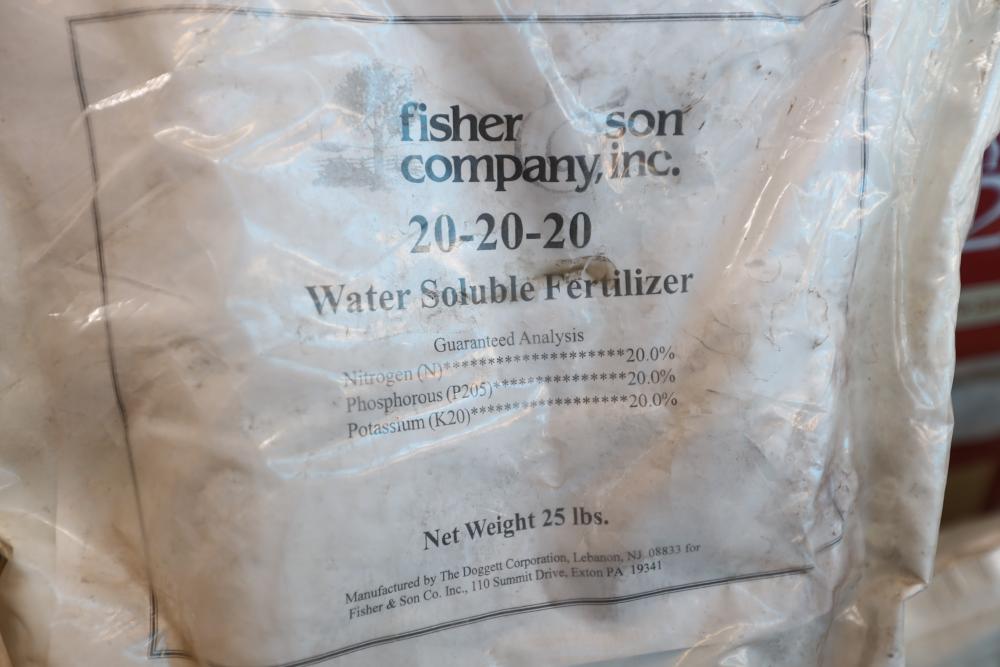 fisher & son
company, inc.
20-20-20
Water Soluble Fertilizer
Guaranteed Analysis
Nitrogen (N)********************20.0%
Phosphorous (P205)***************20.0%
Potassium (K20)*****************20.0%
Net Weight 25 lbs.
Manufactured by The Doggett Corporation, Lebanon, NJ 08833 for
Fisher & Son Co. Inc., 110 Summit Drive, Exton PA 19341